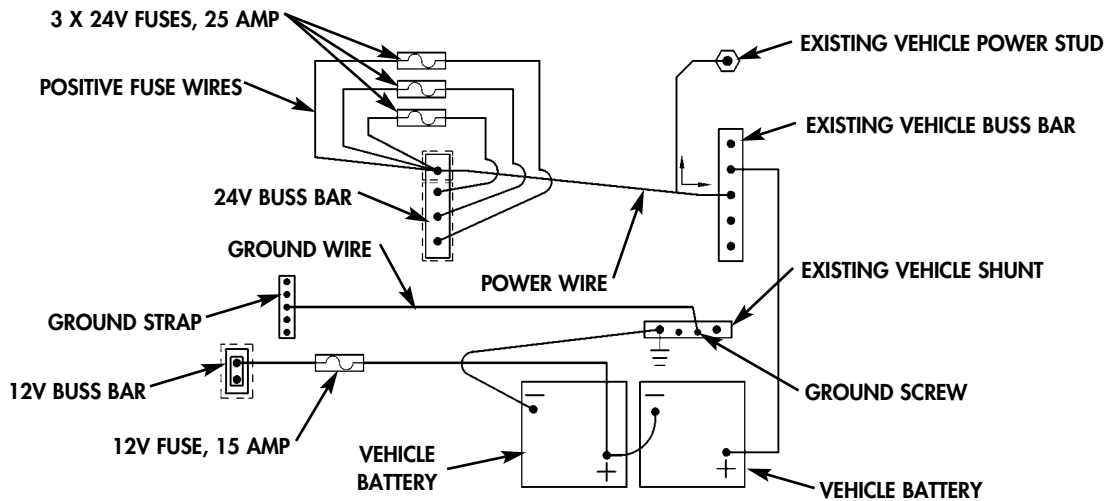 3 X 24V FUSES, 25 AMP
EXISTING VEHICLE POWER STUD
POSITIVE FUSE WIRES
EXISTING VEHICLE BUSS BAR
24V BUSS BAR
GROUND WIRE
POWER WIRE
EXISTING VEHICLE SHUNT
GROUND STRAP
12V BUSS BAR
GROUND SCREW
12V FUSE, 15 AMP
VEHICLE
BATTERY
VEHICLE BATTERY